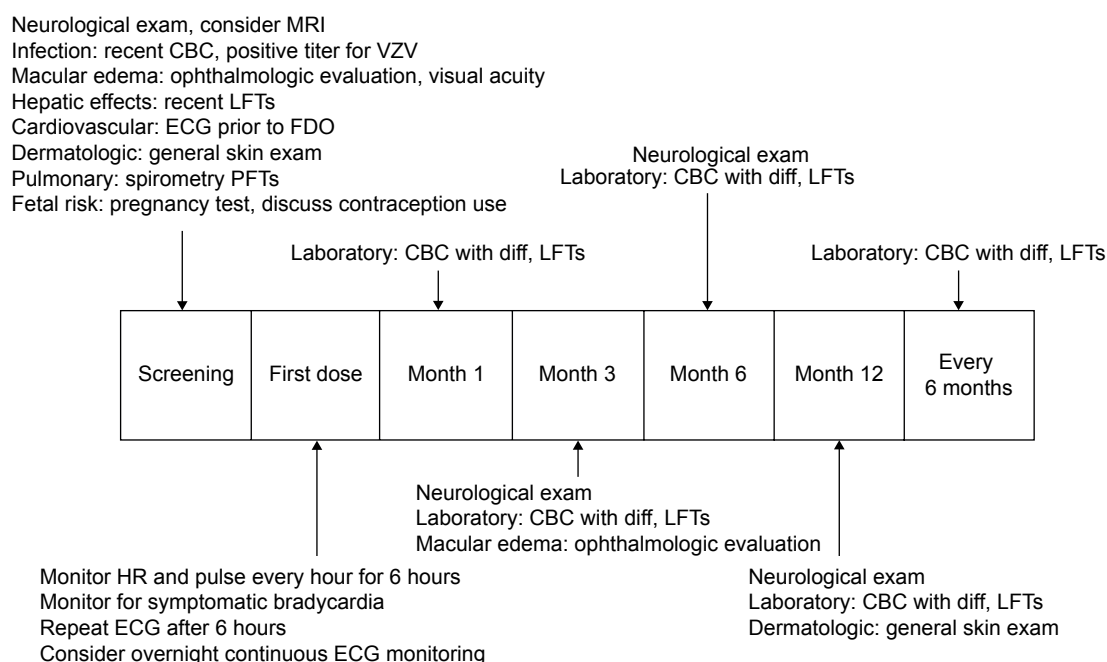 Neurological exam, consider MRI
Infection: recent CBC, positive titer for VZV
Macular edema: ophthalmologic evaluation, visual acuity
Hepatic effects: recent LFTs
Cardiovascular: ECG prior to FDO
Dermatologic: general skin exam
Pulmonary: spirometry PFTs
Fetal risk: pregnancy test, discuss contraception use
Neurological exam
Laboratory: CBC with diff, LFTs
Laboratory: CBC with diff, LFTs
Laboratory: CBC with diff, LFTs
Screening
First dose
Month 1
Month 3
Month 6
Month 12
Every
6 months
Neurological exam
Laboratory: CBC with diff, LFTs
Macular edema: ophthalmologic evaluation
Monitor HR and pulse every hour for 6 hours
Monitor for symptomatic bradycardia
Repeat ECG after 6 hours
Consider overnight continuous ECG monitoring
Neurological exam
Laboratory: CBC with diff, LFTs
Dermatologic: general skin exam